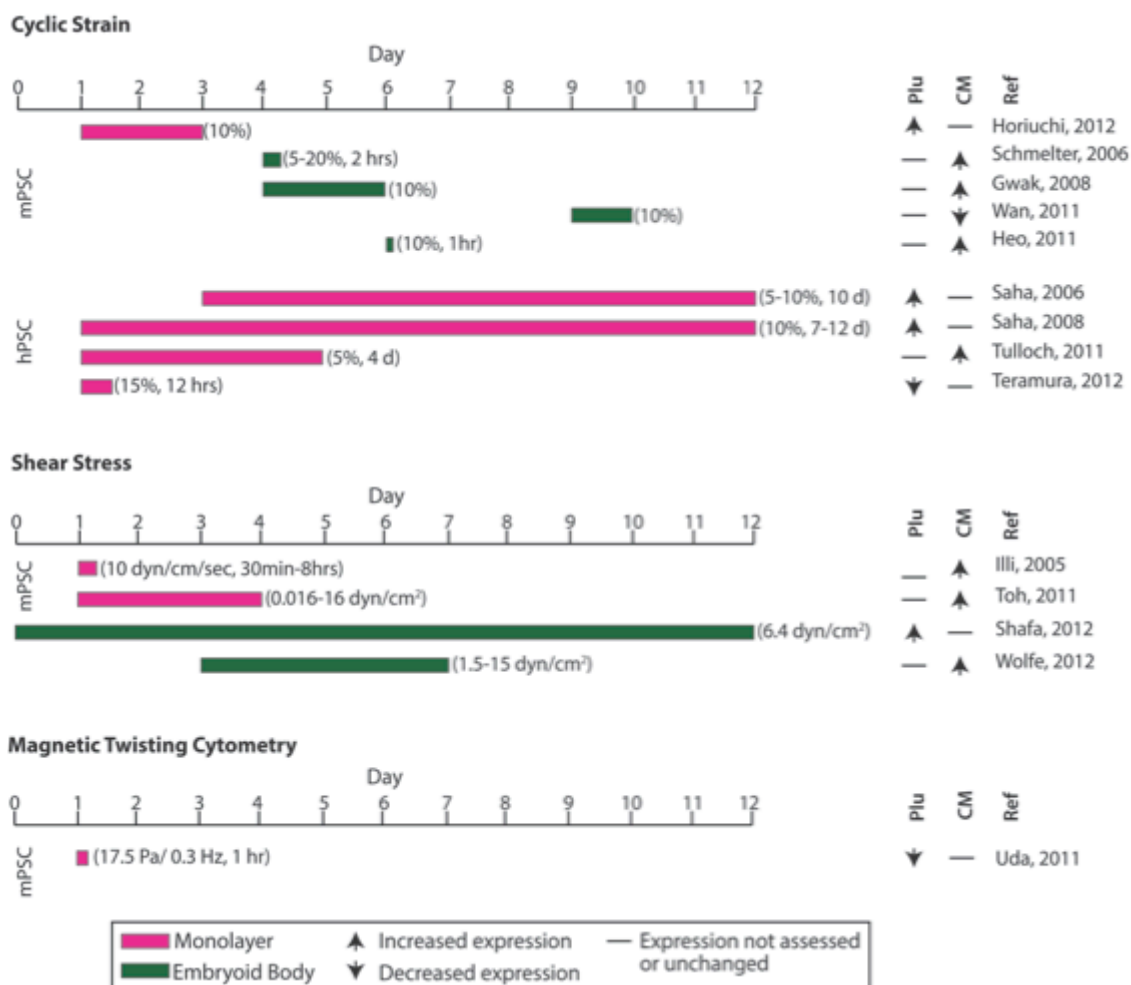 Cyclic Strain
Day
0 1 2 3 4 5 6 7 8 9 10 11 12
Plu CM Ref
mPSC
(10%) — Horiuchi, 2012
(5-20%, 2 hrs) — Schmelter, 2006
(10%) — Gwak, 2008
(10%) — Wan, 2011
(10%, 1hr) — Heo, 2011
hPSC
(5-10%, 10 d) — Saha, 2006
(10%, 7-12 d) — Saha, 2008
(5%, 4 d) — Tulloch, 2011
(15%, 12 hrs) — Teramura, 2012
Shear Stress
Day
0 1 2 3 4 5 6 7 8 9 10 11 12
Plu CM Ref
mPSC
(10 dyn/cm/sec, 30min-8hrs) — Illi, 2005
(0.016-16 dyn/cm²) — Toh, 2011
(6.4 dyn/cm²) — Shafa, 2012
(1.5-15 dyn/cm²) — Wolfe, 2012
Magnetic Twisting Cytometry
Day
0 1 2 3 4 5 6 7 8 9 10 11 12
Plu CM Ref
mPSC
(17.5 Pa/ 0.3 Hz, 1 hr) — Uda, 2011
Monolayer Increased expression — Expression not assessed
Embryoid Body Decreased expression or unchanged